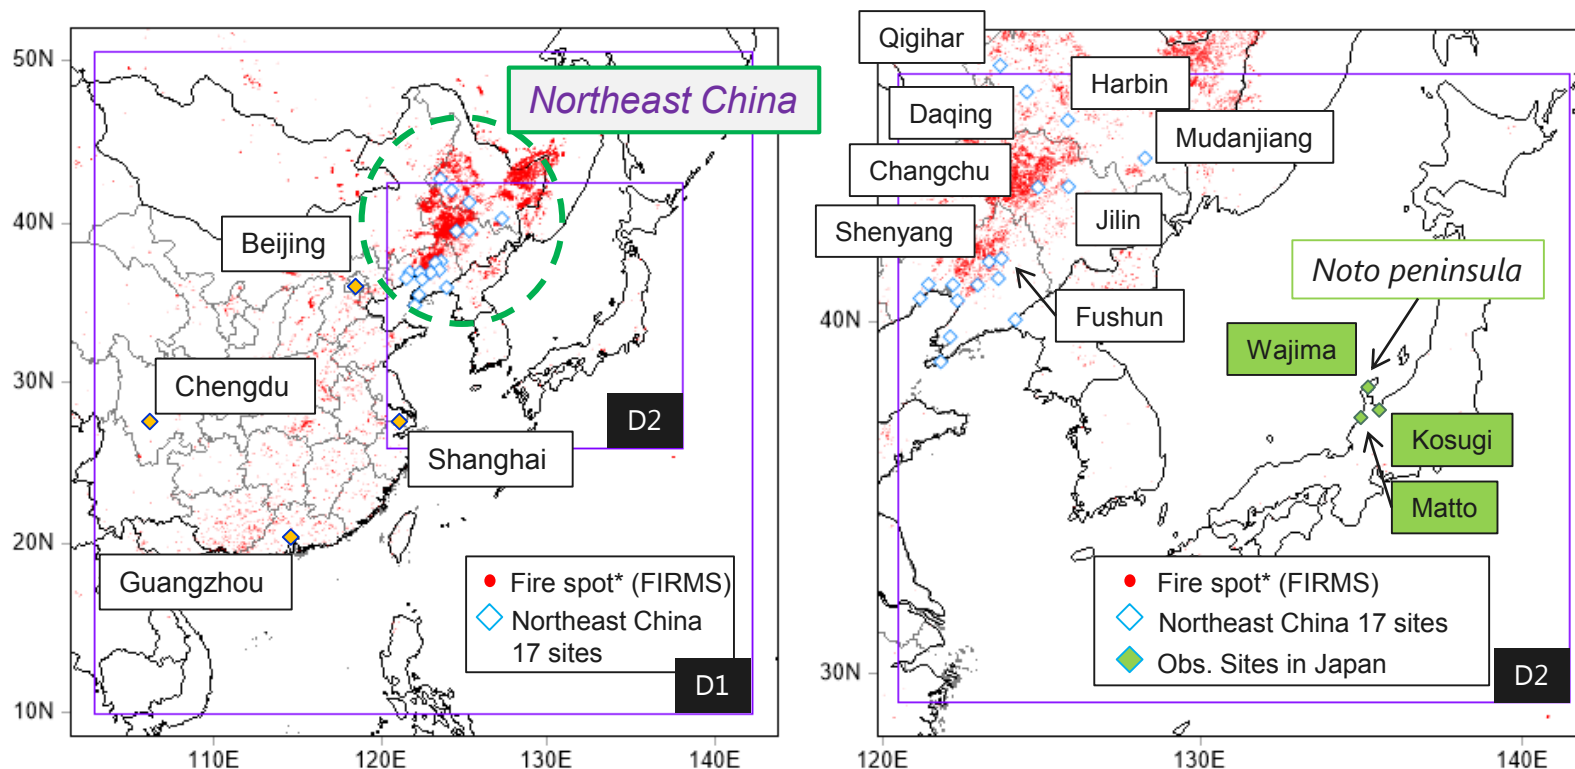 50N
40N
30N
20N
10N
110E
120E
130E
140E
Northeast China
Beijing
Chengdu
Shanghai
Guangzhou
D2
Fire spot* (FIRMS)
Northeast China
17 sites
D1
Qigihar
Harbin
Daqing
Mudanjiang
Changchu
Jilin
Shenyang
Noto peninsula
Fushun
Wajima
Kosugi
Matto
Fire spot* (FIRMS)
Northeast China 17 sites
Obs. Sites in Japan
D2
40N
30N
120E
130E
140E